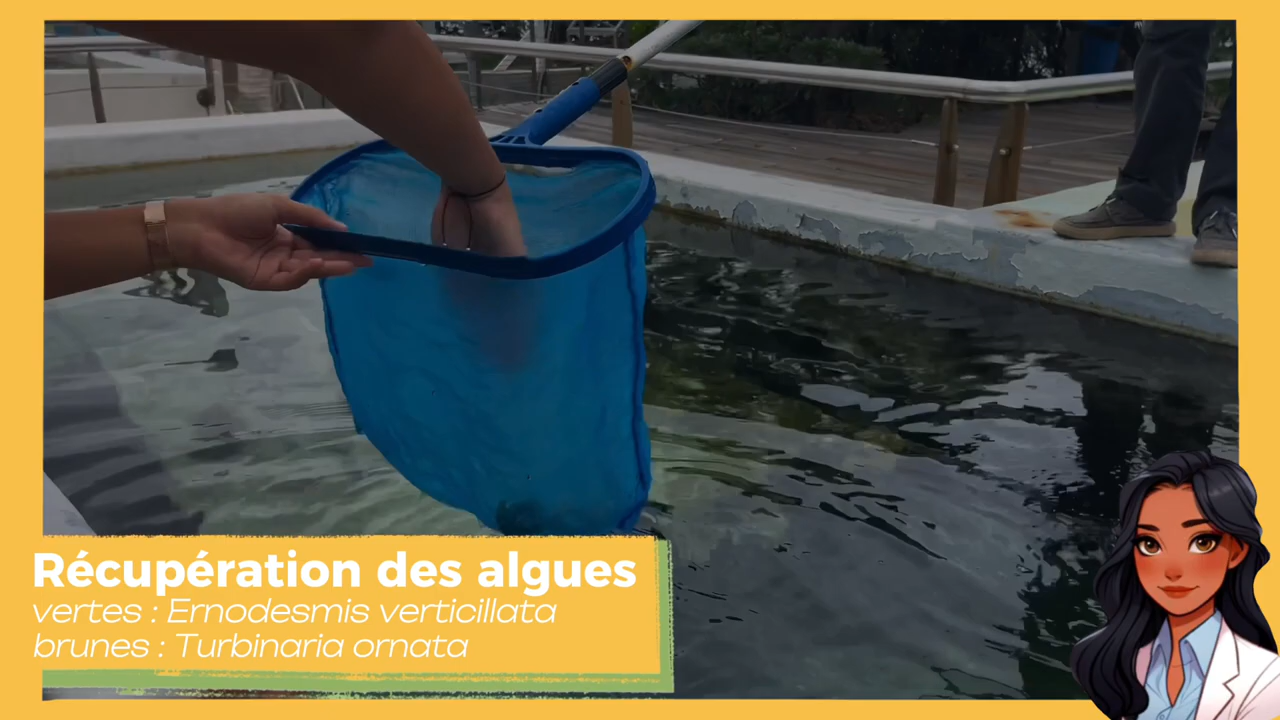 Récupération des algues
vertes : Ernodesmis verticillata
brunes : Turbinaria ornata